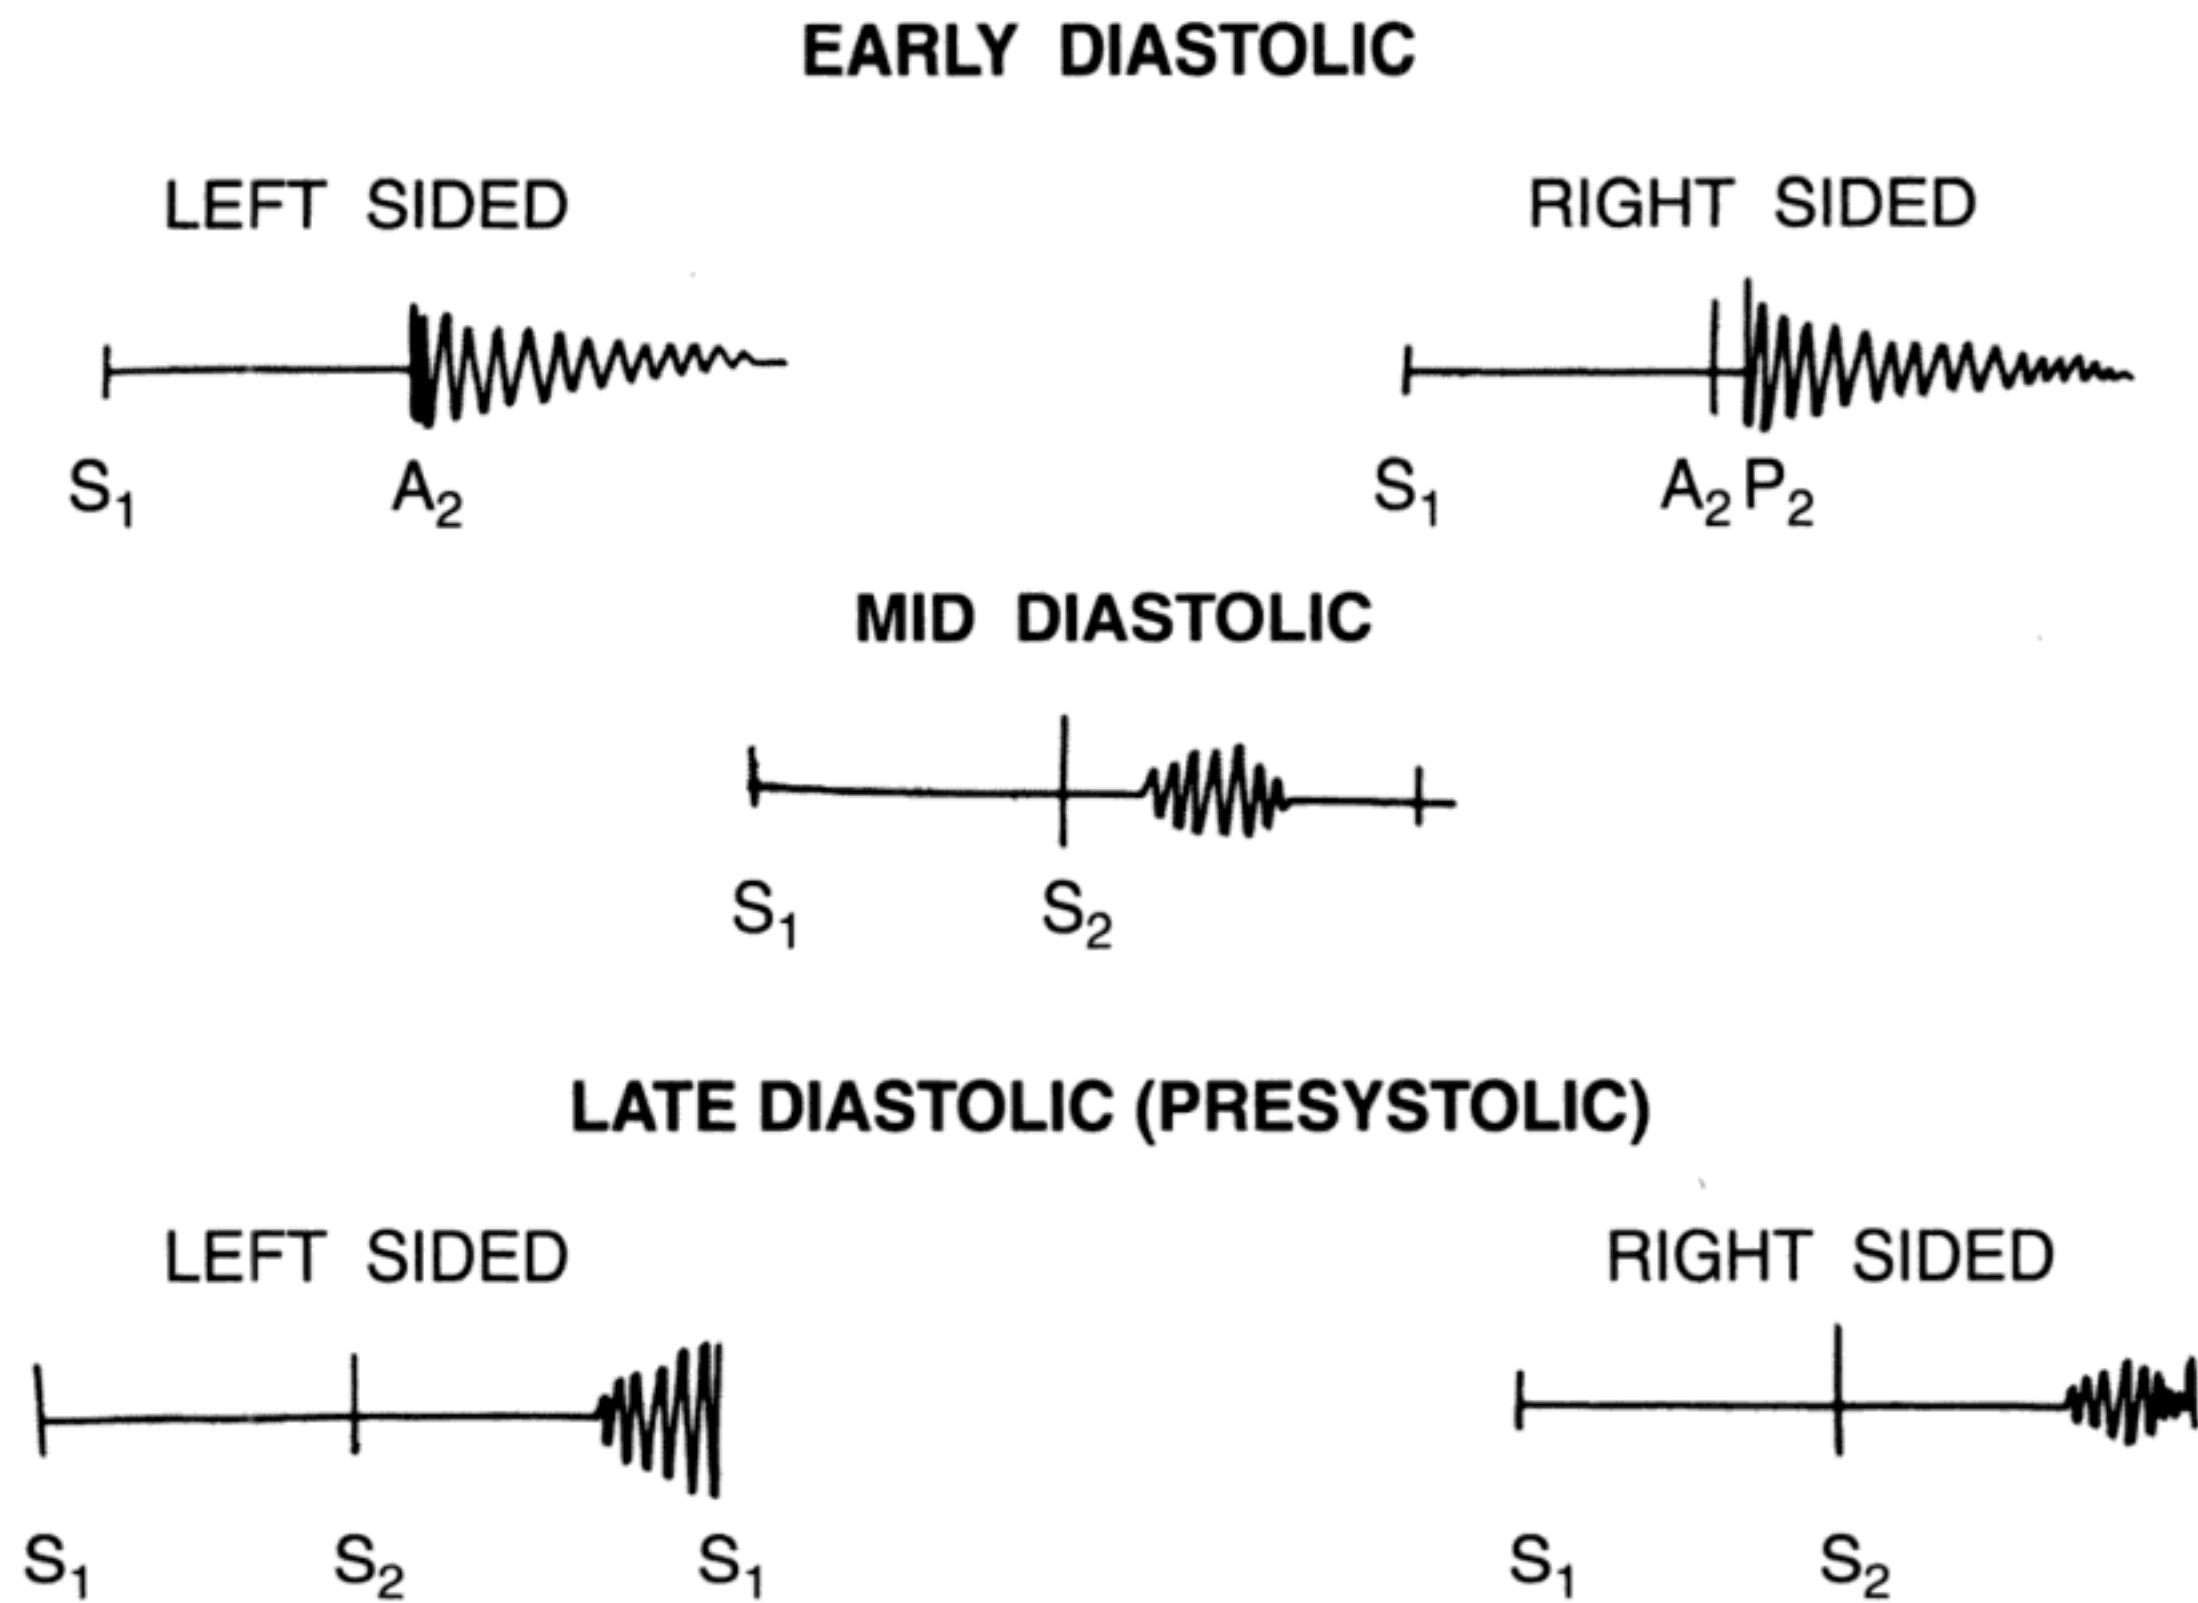 EARLY DIASTOLIC
LEFT SIDED RIGHT SIDED
S1 A2 S1 A2 P2
MID DIASTOLIC
S1 S2
LATE DIASTOLIC (PRESYSTOLIC)
LEFT SIDED RIGHT SIDED
S1 S2 S1 S1 S2